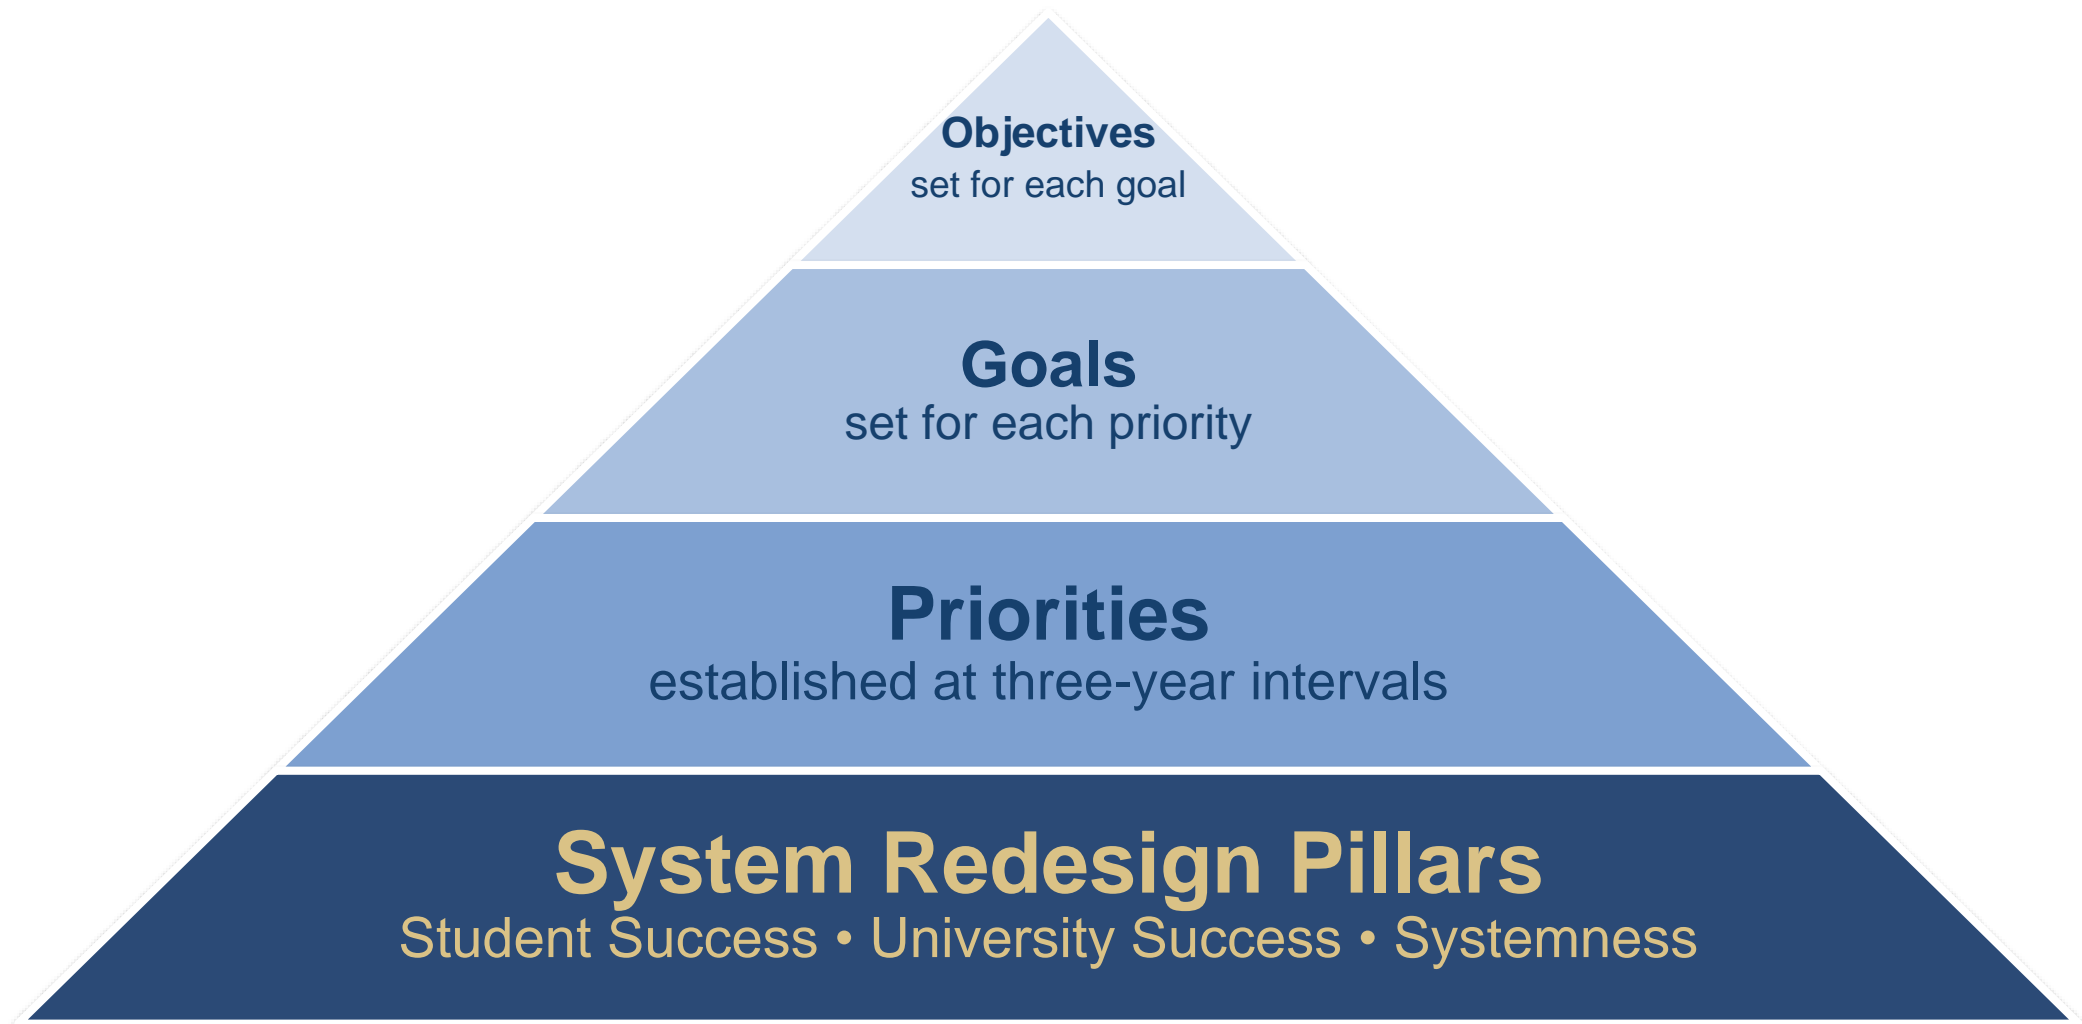 Objectives
set for each goal
Goals
set for each priority
Priorities
established at three-year intervals
System Redesign Pillars
Student Success • University Success • Systemness